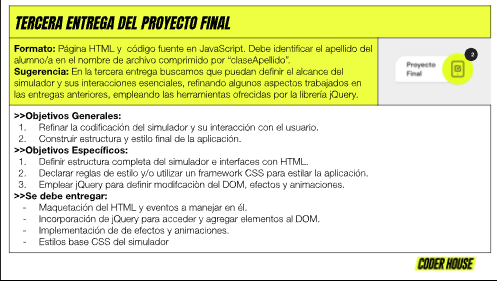 TERCERA ENTREGA DEL PROYECTO FINAL
Formato: Página HTML y código fuente en JavaScript. Debe identificar el apellido del
alumno/a en el nombre de archivo comprimido por “claseApellido”.
Sugerencia: En la tercera entrega buscamos que puedan definir el alcance del
simulador y sus interacciones esenciales, refinando algunos aspectos trabajados en
las entregas anteriores, empleando las herramientas ofrecidas por la librería jQuery.
Proyecto
Final
2
>>Objetivos Generales:
1. Refinar la codificación del simulador y su interacción con el usuario.
2. Construir estructura y estilo final de la aplicación.
>>Objetivos Específicos:
1. Definir estructura completa del simulador e interfaces con HTML.
2. Declarar reglas de estilo y/o utilizar un framework CSS para estilar la aplicación.
3. Emplear jQuery para definir modifcaciòn del DOM, efectos y animaciones.
>>Se debe entregar:
- Maquetación del HTML y eventos a manejar en él.
- Incorporación de jQuery para acceder y agregar elementos al DOM.
- Implementación de de efectos y animaciones.
- Estilos base CSS del simulador
CODER HOUSE